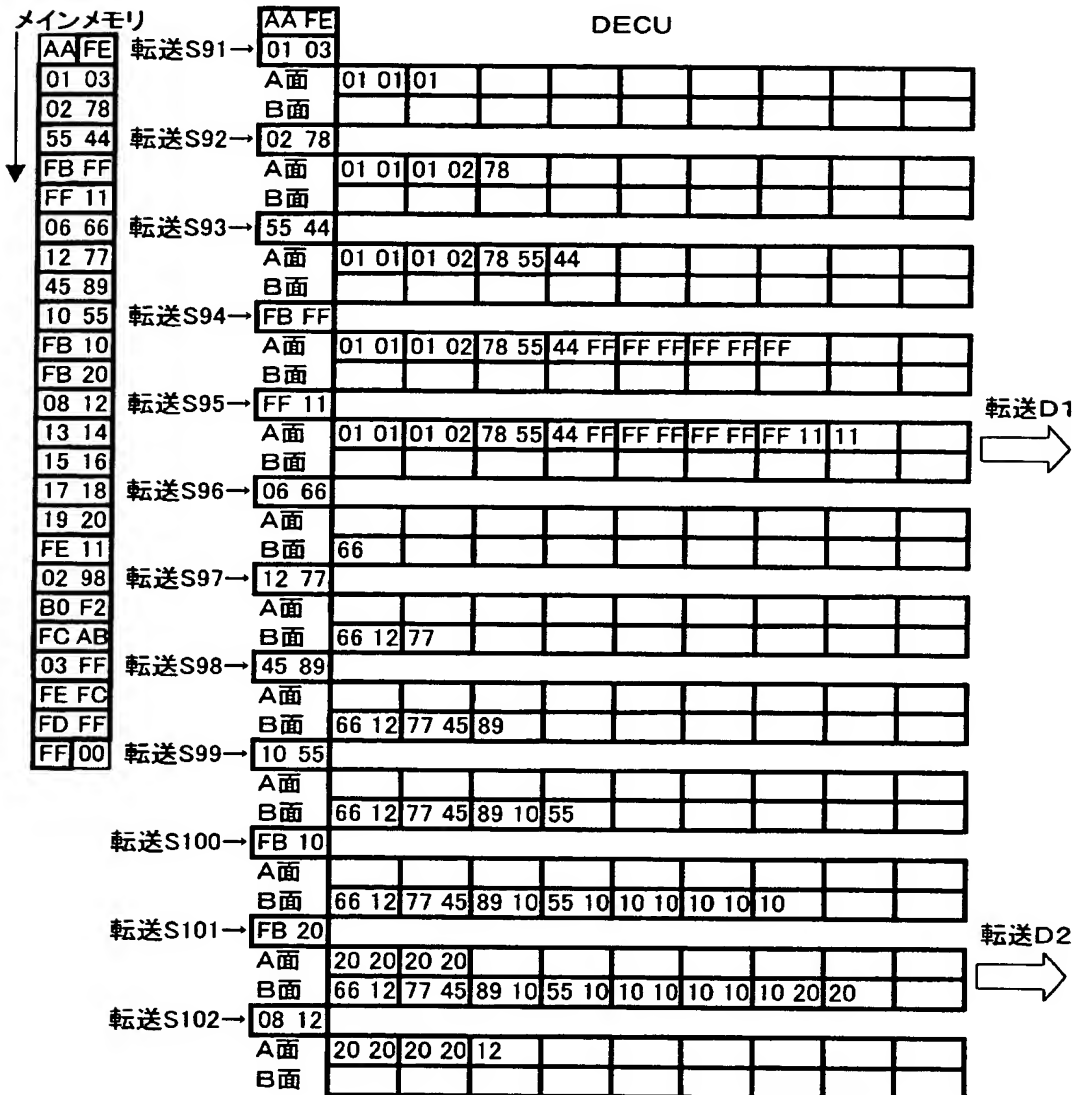 メインメモリ
AA FE
DECU
AA FE 転送S91→ 01 03
01 03 A面 01 01 01
02 78 B面
55 44 転送S92→ 02 78
FB FF A面 01 01 01 02 78
FF 11 B面
06 66 転送S93→ 55 44
12 77 A面 01 01 01 02 78 55 44
45 89 B面
10 55 転送S94→ FB FF
FB 10 A面 01 01 01 02 78 55 44 FF FF FF FF FF FF
FB 20 B面
08 12 転送S95→ FF 11 転送D1
13 14 A面 01 01 01 02 78 55 44 FF FF FF FF FF FF 11 11
15 16 B面
17 18 転送S96→ 06 66
19 20 A面
FE 11 B面 66
02 98 転送S97→ 12 77
B0 F2 A面
FC AB B面 66 12 77
03 FF 転送S98→ 45 89
FE FC A面
FD FF B面 66 12 77 45 89
FF 00 転送S99→ 10 55
A面
B面 66 12 77 45 89 10 55
転送S100→ FB 10
A面
B面 66 12 77 45 89 10 55 10 10 10 10 10 10
転送S101→ FB 20 転送D2
A面 20 20 20 20
B面 66 12 77 45 89 10 55 10 10 10 10 10 10 20 20
転送S102→ 08 12
A面 20 20 20 20 12
B面